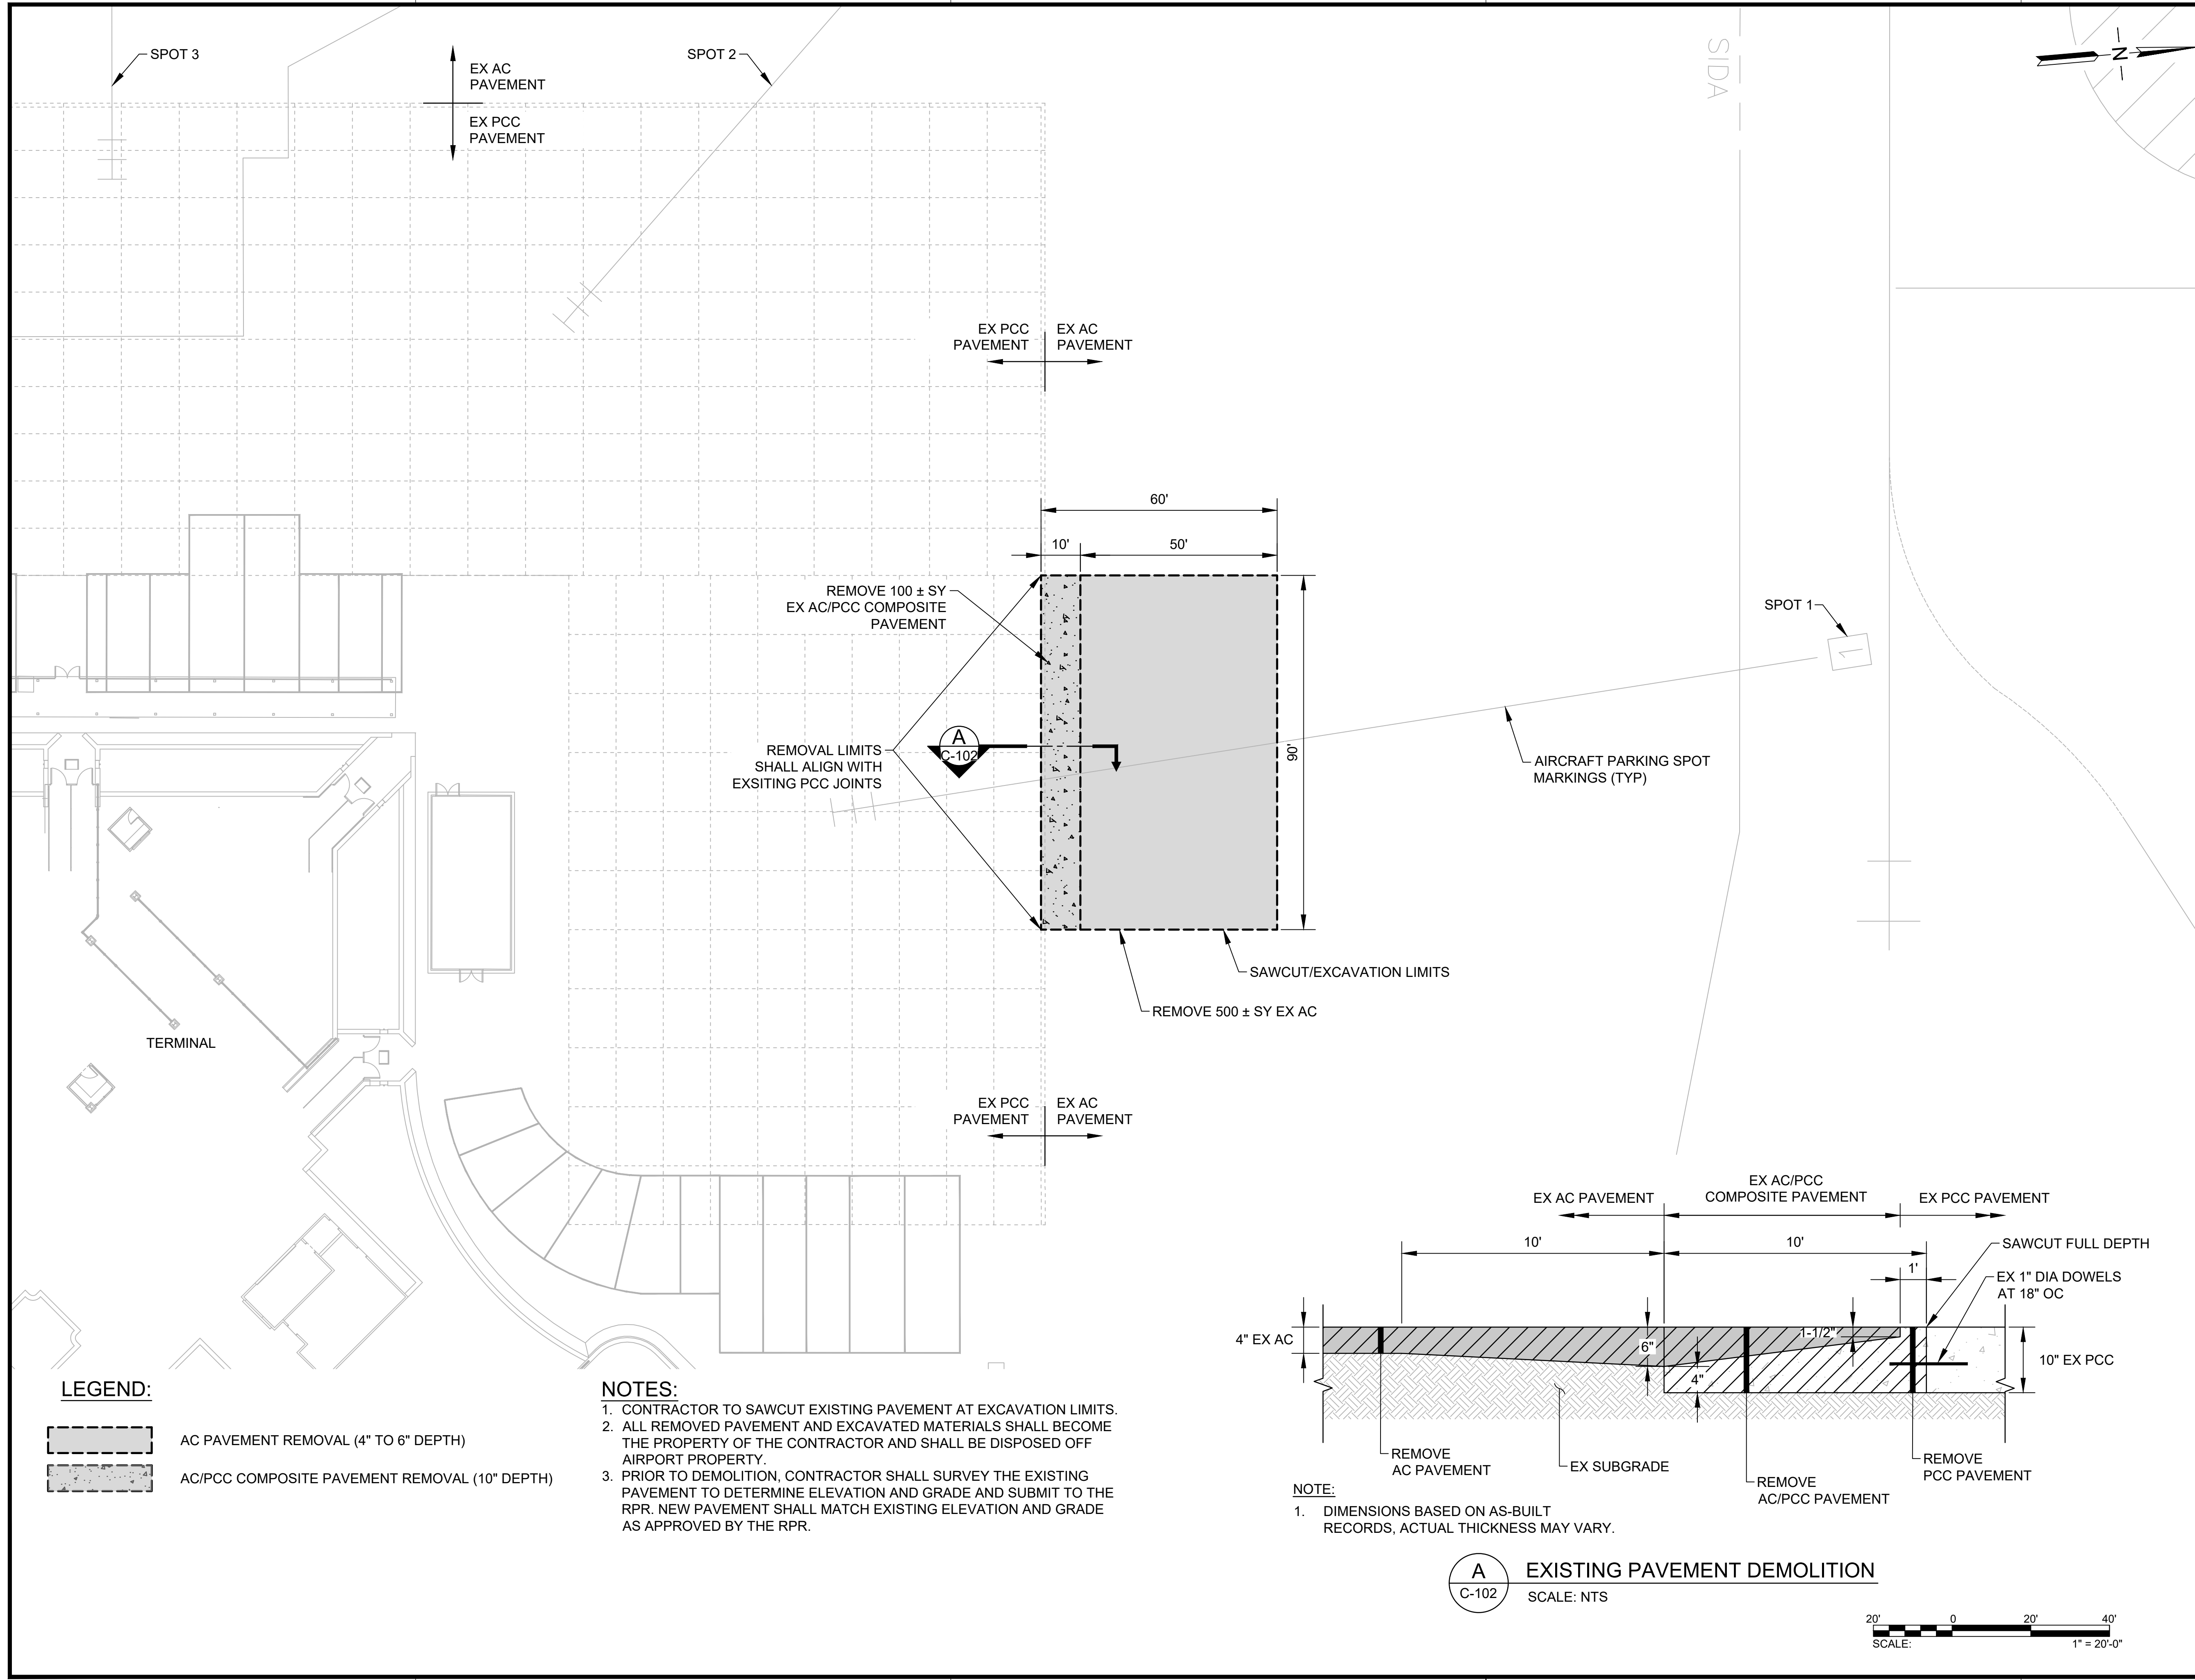 SPOT 3
EX AC
PAVEMENT
EX PCC
PAVEMENT
SPOT 2
SIDA
N
EX PCC
PAVEMENT
EX AC
PAVEMENT
60'
10'
50'
REMOVE 100 ± SY
EX AC/PCC COMPOSITE
PAVEMENT
SPOT 1
1
A
C-102
REMOVAL LIMITS
SHALL ALIGN WITH
EXSITING PCC JOINTS
90'
AIRCRAFT PARKING SPOT
MARKINGS (TYP)
SAWCUT/EXCAVATION LIMITS
REMOVE 500 ± SY EX AC
TERMINAL
EX PCC
PAVEMENT
EX AC
PAVEMENT
EX AC PAVEMENT
EX AC/PCC
COMPOSITE PAVEMENT
EX PCC PAVEMENT
10'
10'
SAWCUT FULL DEPTH
1'
EX 1" DIA DOWELS
AT 18" OC
4" EX AC
6"
1-1/2"
4"
10" EX PCC
REMOVE
AC PAVEMENT
EX SUBGRADE
REMOVE
AC/PCC PAVEMENT
REMOVE
PCC PAVEMENT
NOTE:
1. DIMENSIONS BASED ON AS-BUILT
RECORDS, ACTUAL THICKNESS MAY VARY.
A
C-102
EXISTING PAVEMENT DEMOLITION
SCALE: NTS
LEGEND:
AC PAVEMENT REMOVAL (4" TO 6" DEPTH)
AC/PCC COMPOSITE PAVEMENT REMOVAL (10" DEPTH)
NOTES:
1. CONTRACTOR TO SAWCUT EXISTING PAVEMENT AT EXCAVATION LIMITS.
2. ALL REMOVED PAVEMENT AND EXCAVATED MATERIALS SHALL BECOME
THE PROPERTY OF THE CONTRACTOR AND SHALL BE DISPOSED OFF
AIRPORT PROPERTY.
3. PRIOR TO DEMOLITION, CONTRACTOR SHALL SURVEY THE EXISTING
PAVEMENT TO DETERMINE ELEVATION AND GRADE AND SUBMIT TO THE
RPR. NEW PAVEMENT SHALL MATCH EXISTING ELEVATION AND GRADE
AS APPROVED BY THE RPR.
20' 0 20' 40'
SCALE: 1" = 20'-0"